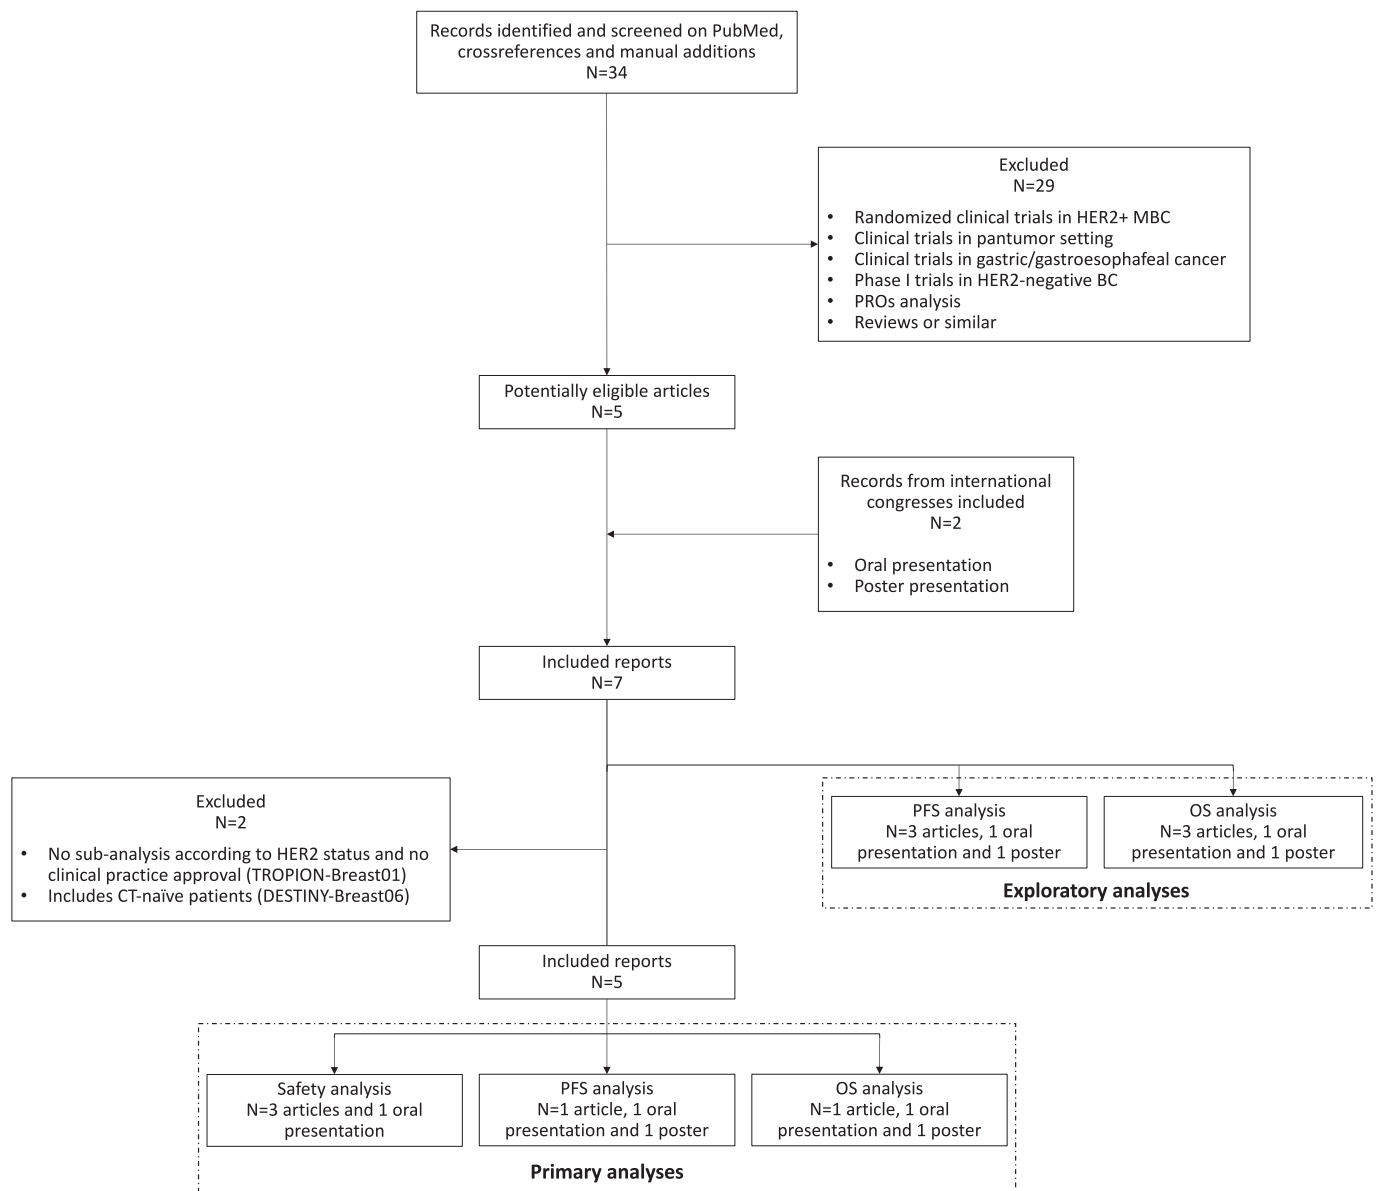 Records identified and screened on PubMed,
crossreferences and manual additions
N=34
Excluded
N=29
• Randomized clinical trials in HER2+ MBC
• Clinical trials in pantumor setting
• Clinical trials in gastric/gastroesophafeal cancer
• Phase I trials in HER2-negative BC
• PROs analysis
• Reviews or similar
Potentially eligible articles
N=5
Records from international
congresses included
N=2
• Oral presentation
• Poster presentation
Included reports
N=7
Excluded
N=2
• No sub-analysis according to HER2 status and no
clinical practice approval (TROPION-Breast01)
• Includes CT-naïve patients (DESTINY-Breast06)
PFS analysis
N=3 articles, 1 oral
presentation and 1 poster
OS analysis
N=3 articles, 1 oral
presentation and 1 poster
Exploratory analyses
Included reports
N=5
Safety analysis
N=3 articles and 1 oral
presentation
PFS analysis
N=1 article, 1 oral
presentation and 1 poster
OS analysis
N=1 article, 1 oral
presentation and 1 poster
Primary analyses